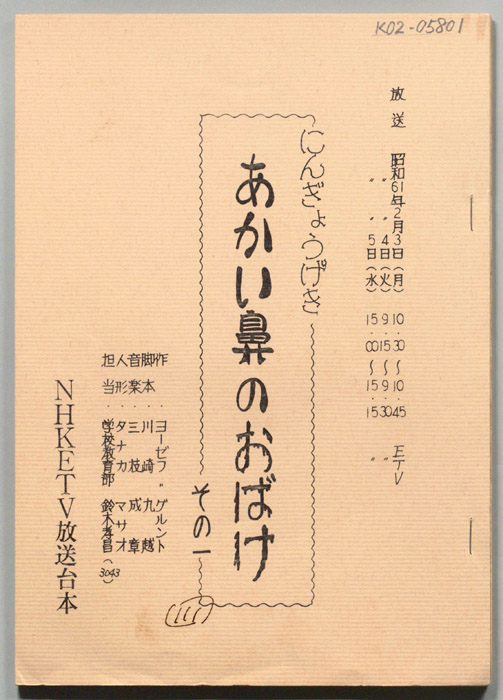 K02-05801
放送 昭和61年2月3日(月) 10.30〜10.45 ETV
〃 〃 4日(火) 9.15〜9.30 〃
5日(水) 15.00〜15.15
にんぎょうげき
あかい鼻のおばけ
その一
作・ヨーゼフ〃ゲルント
脚本・川崎 九越
音楽・三枝 成章
人形・タナカ マサオ
担当・学校教育部 鈴木孝昌(3043)
NHKETV放送台本